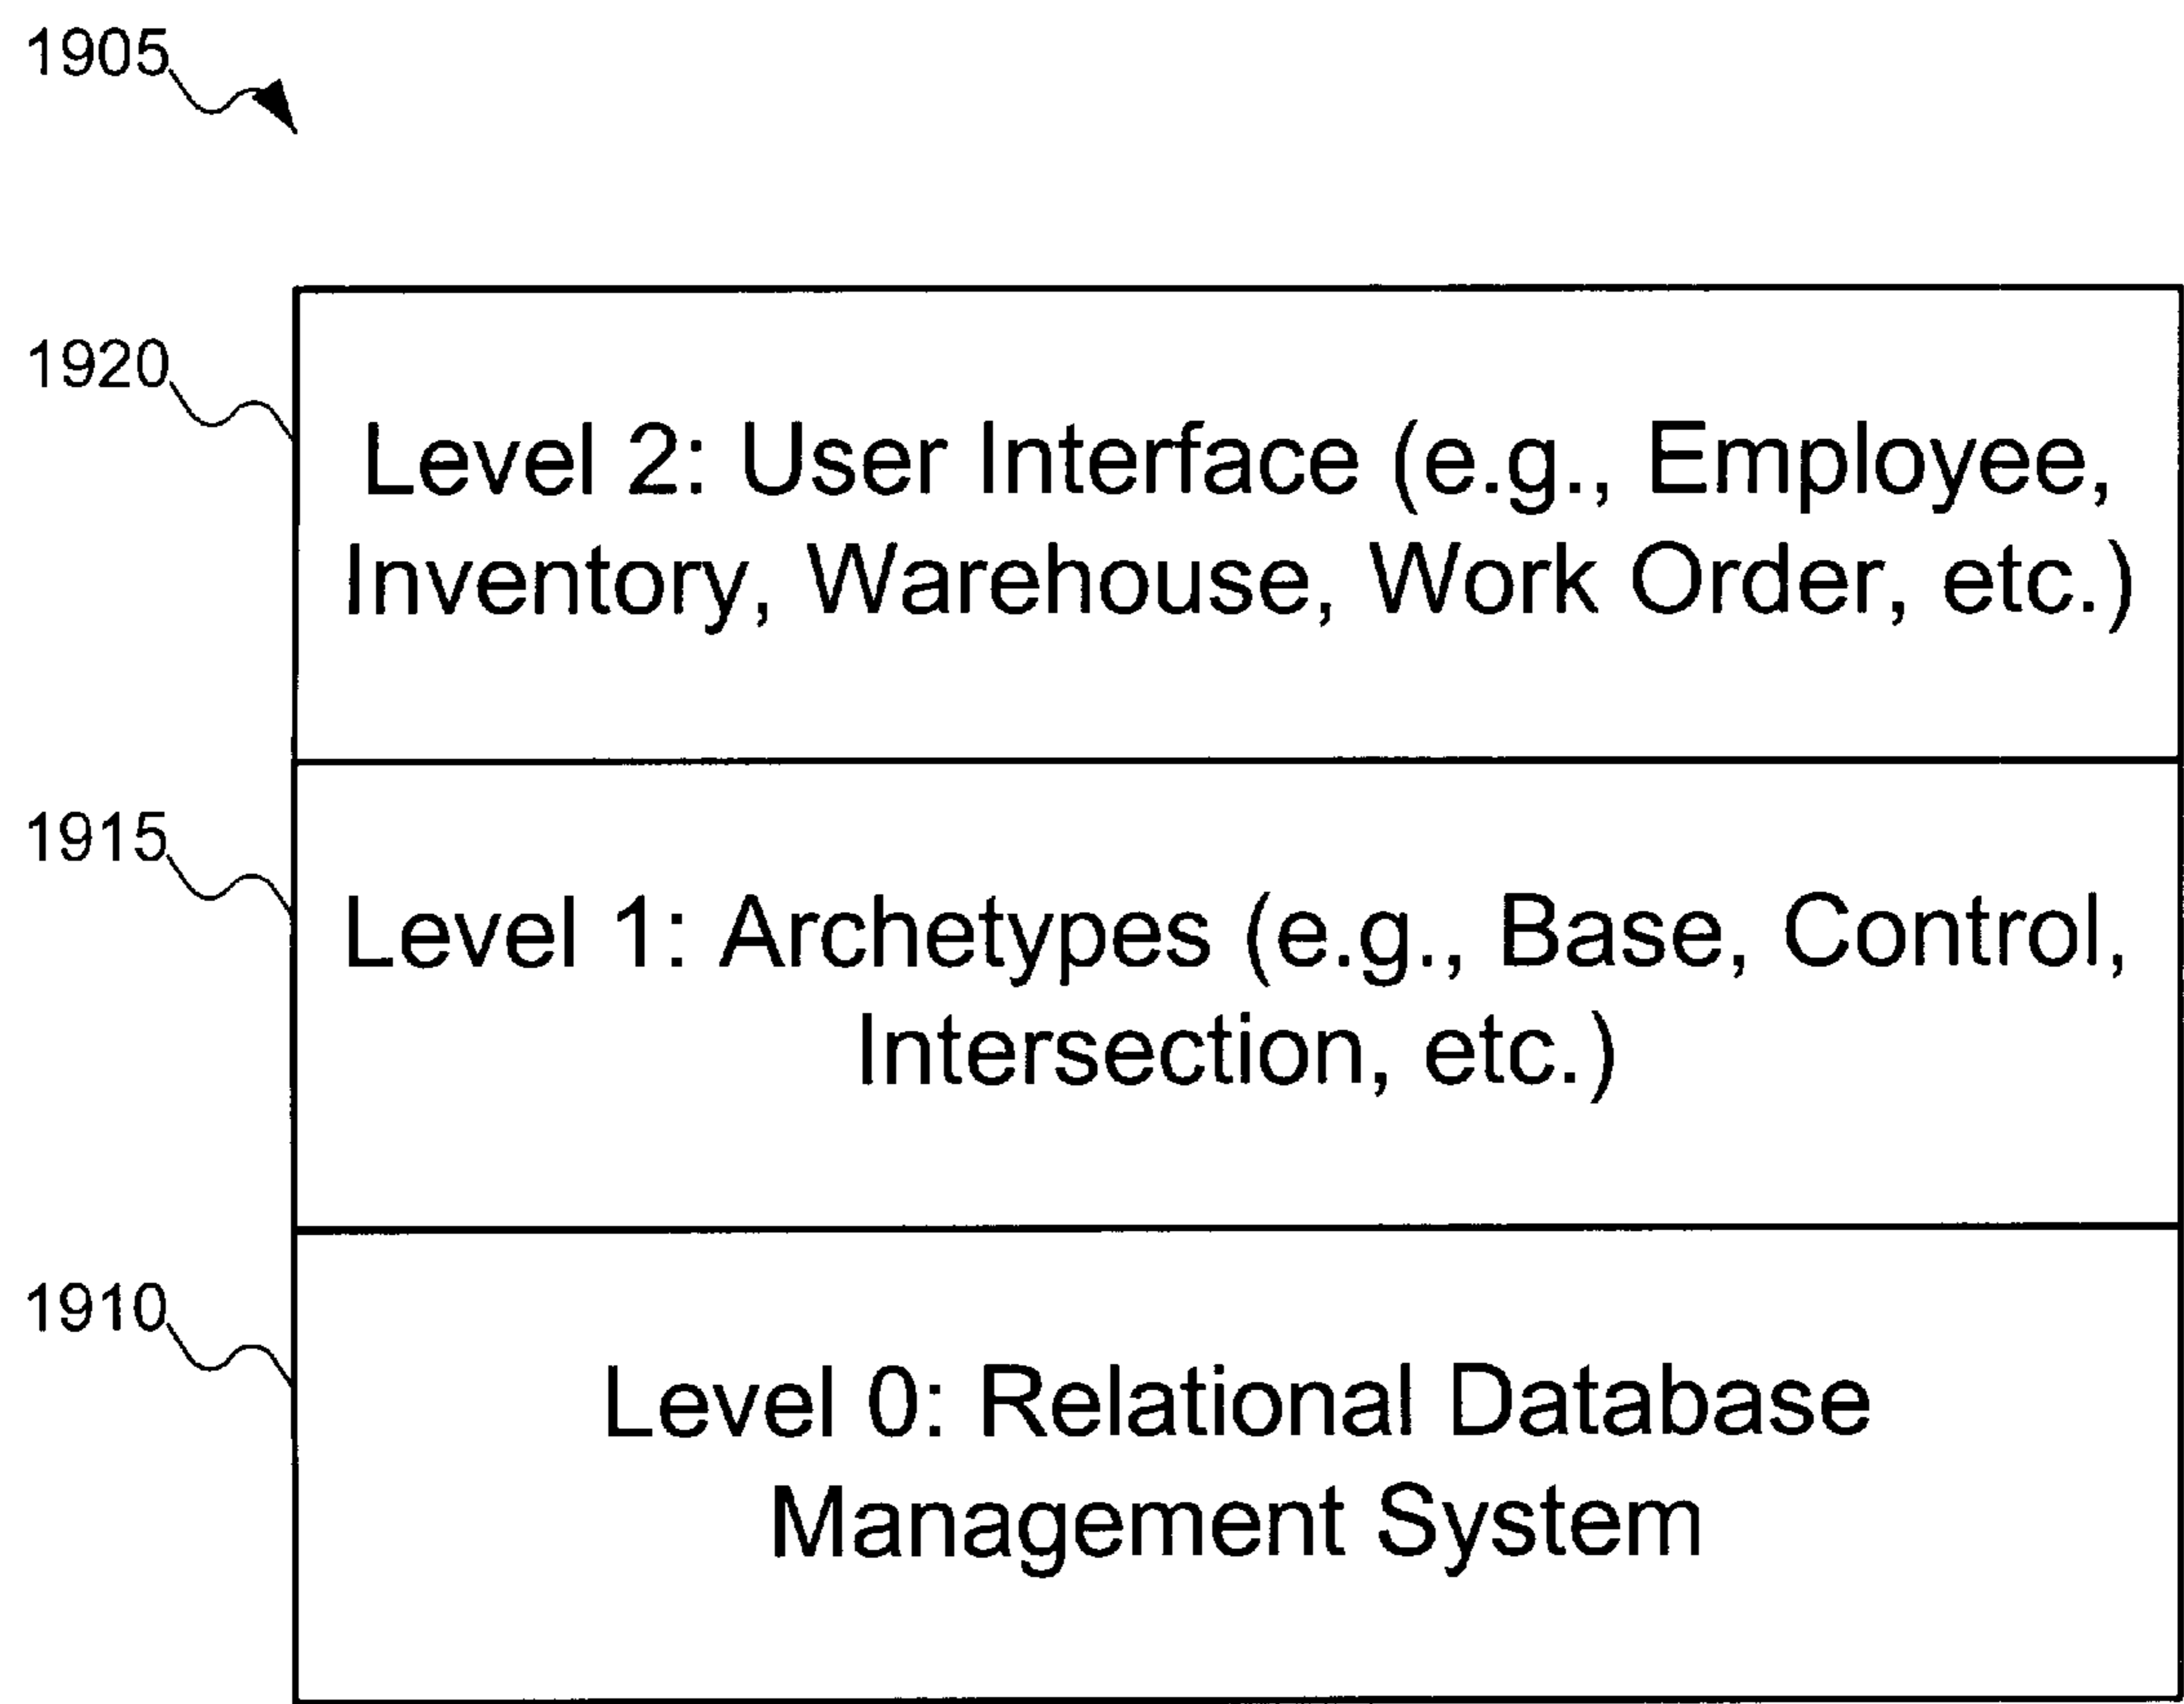 1905
1920
Level 2: User Interface (e.g., Employee,
Inventory, Warehouse, Work Order, etc.)
1915
Level 1: Archetypes (e.g., Base, Control,
Intersection, etc.)
1910
Level 0: Relational Database
Management System